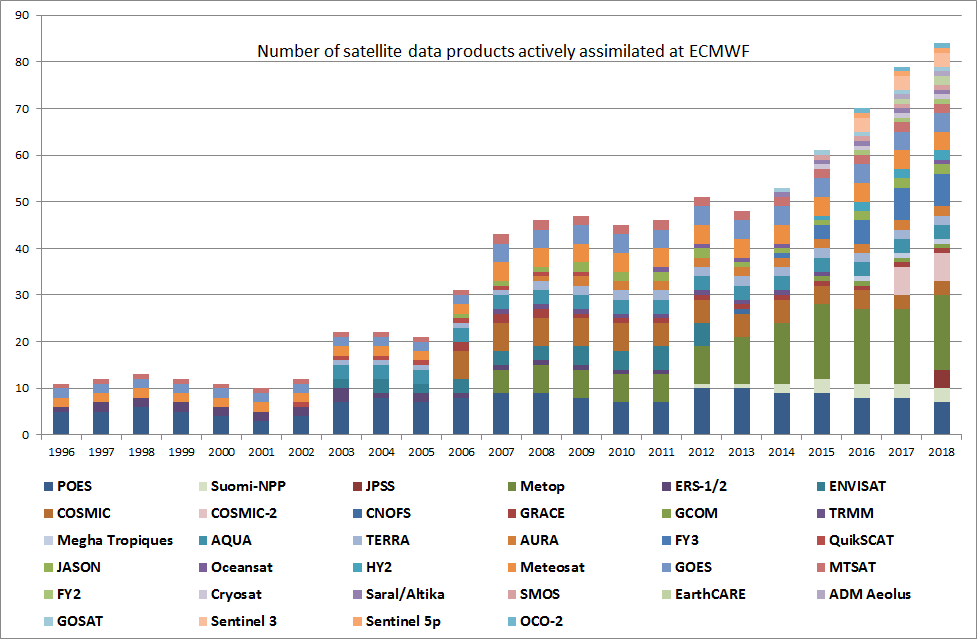 Number of satellite data products actively assimilated at ECMWF
90
80
70
60
50
40
30
20
10
0
1996 1997 1998 1999 2000 2001 2002 2003 2004 2005 2006 2007 2008 2009 2010 2011 2012 2013 2014 2015 2016 2017 2018
POES Suomi-NPP JPSS Metop ERS-1/2 ENVISAT
COSMIC COSMIC-2 CNOFS GRACE GCOM TRMM
Megha Tropiques AQUA TERRA AURA FY3 QuikSCAT
JASON Oceansat HY2 Meteosat GOES MTSAT
FY2 Cryosat Saral/Altika SMOS EarthCARE ADM Aeolus
GOSAT Sentinel 3 Sentinel 5p OCO-2